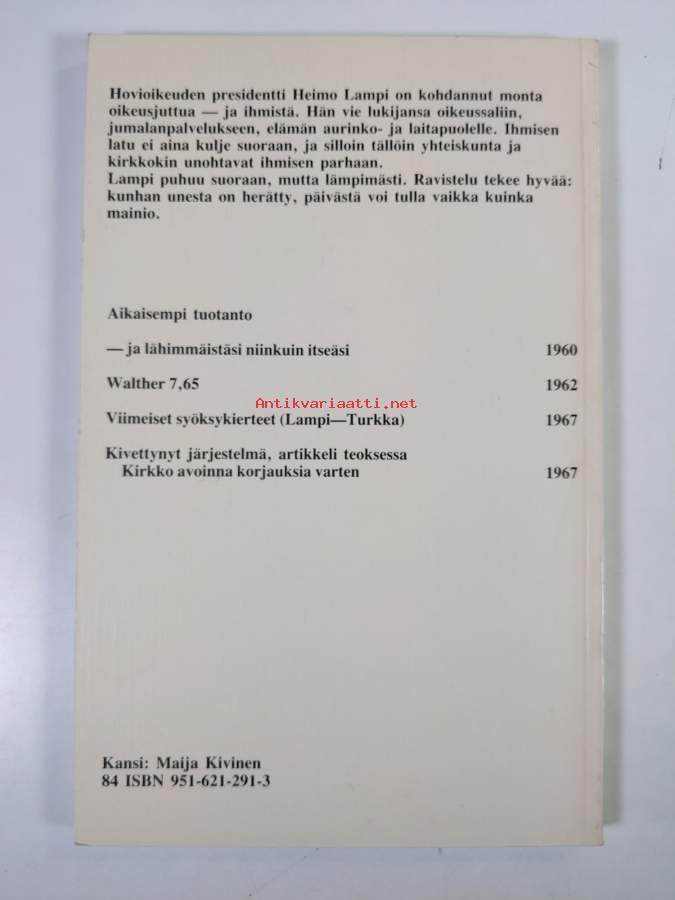 Hovioikeuden presidentti Heimo Lampi on kohdannut monta
oikeusjuttua — ja ihmistä. Hän vie lukijansa oikeussaliin,
jumalanpalvelukseen, elämän aurinko- ja laitapuolelle. Ihmisen
latu ei aina kulje suoraan, ja silloin tällöin yhteiskunta ja
kirkkokin unohtavat ihmisen parhaan.
Lampi puhuu suoraan, mutta lämpimästi. Ravistelu tekee hyvää:
kunhan unesta on herätty, päivästä voi tulla vaikka kuinka
mainio.
Aikaisempi tuotanto
— ja lähimmäistäsi niinkuin itseäsi 1960
Walther 7,65 1962
Antikvariaatti.net
Viimeiset syöksykierteet (Lampi—Turkka) 1967
Kivettynyt järjestelmä, artikkeli teoksessa
Kirkko avoinna korjauksia varten 1967
Kansi: Maija Kivinen
84 ISBN 951-621-291-3